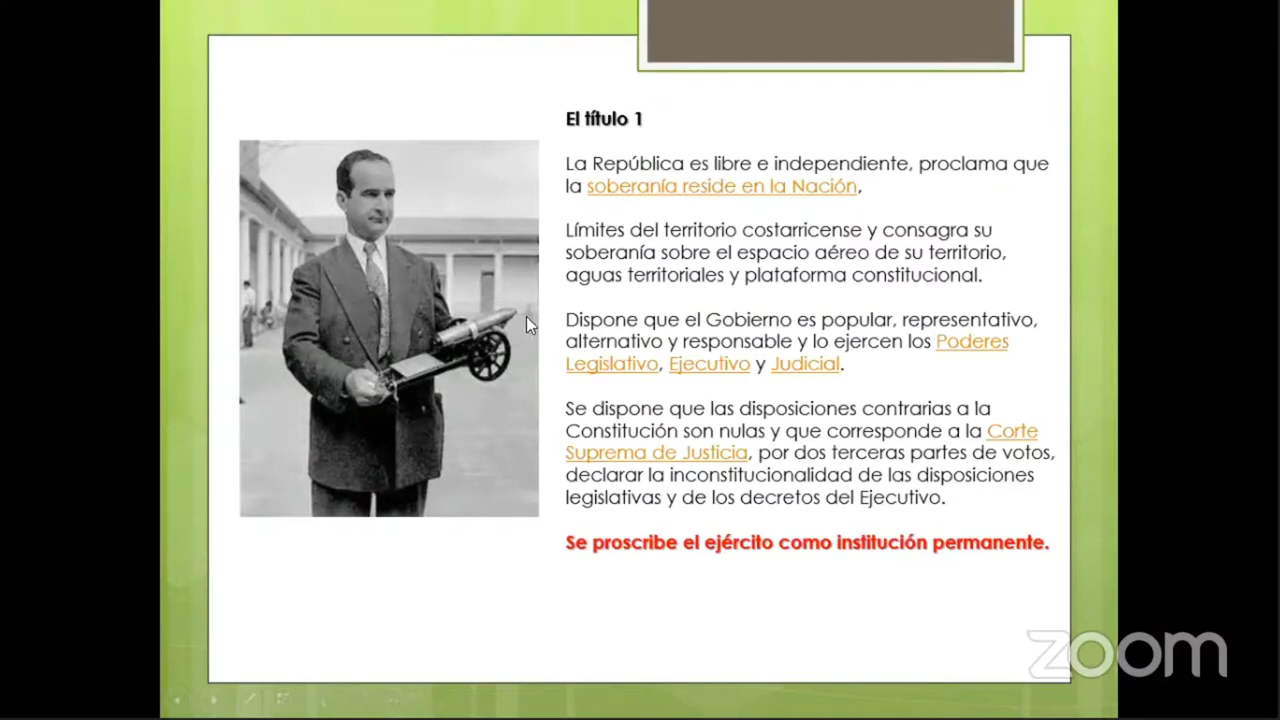 El título 1
La República es libre e independiente, proclama que
la soberanía reside en la Nación,
Límites del territorio costarricense y consagra su
soberanía sobre el espacio aéreo de su territorio,
aguas territoriales y plataforma constitucional.
Dispone que el Gobierno es popular, representativo,
alternativo y responsable y lo ejercen los Poderes
Legislativo, Ejecutivo y Judicial.
Se dispone que las disposiciones contrarias a la
Constitución son nulas y que corresponde a la Corte
Suprema de Justicia, por dos terceras partes de votos,
declarar la inconstitucionalidad de las disposiciones
legislativas y de los decretos del Ejecutivo.
Se proscribe el ejército como institución permanente.
zoom